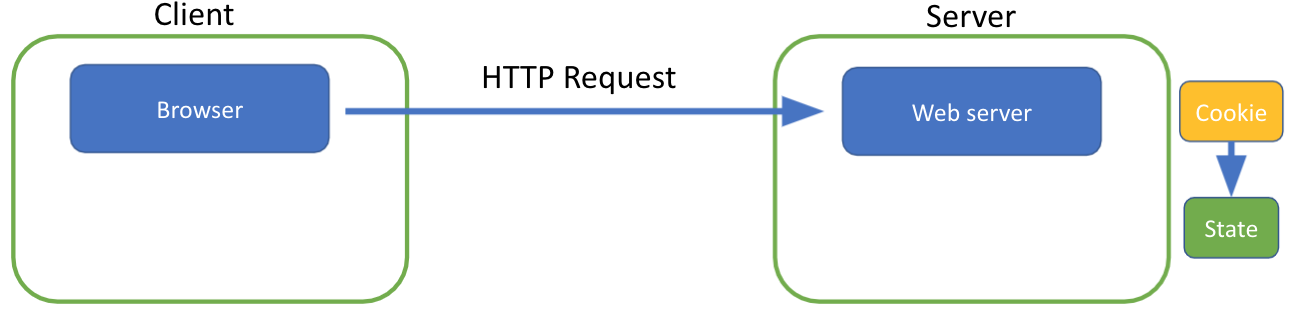 Client
Server
HTTP Request
Browser
Web server
Cookie
State